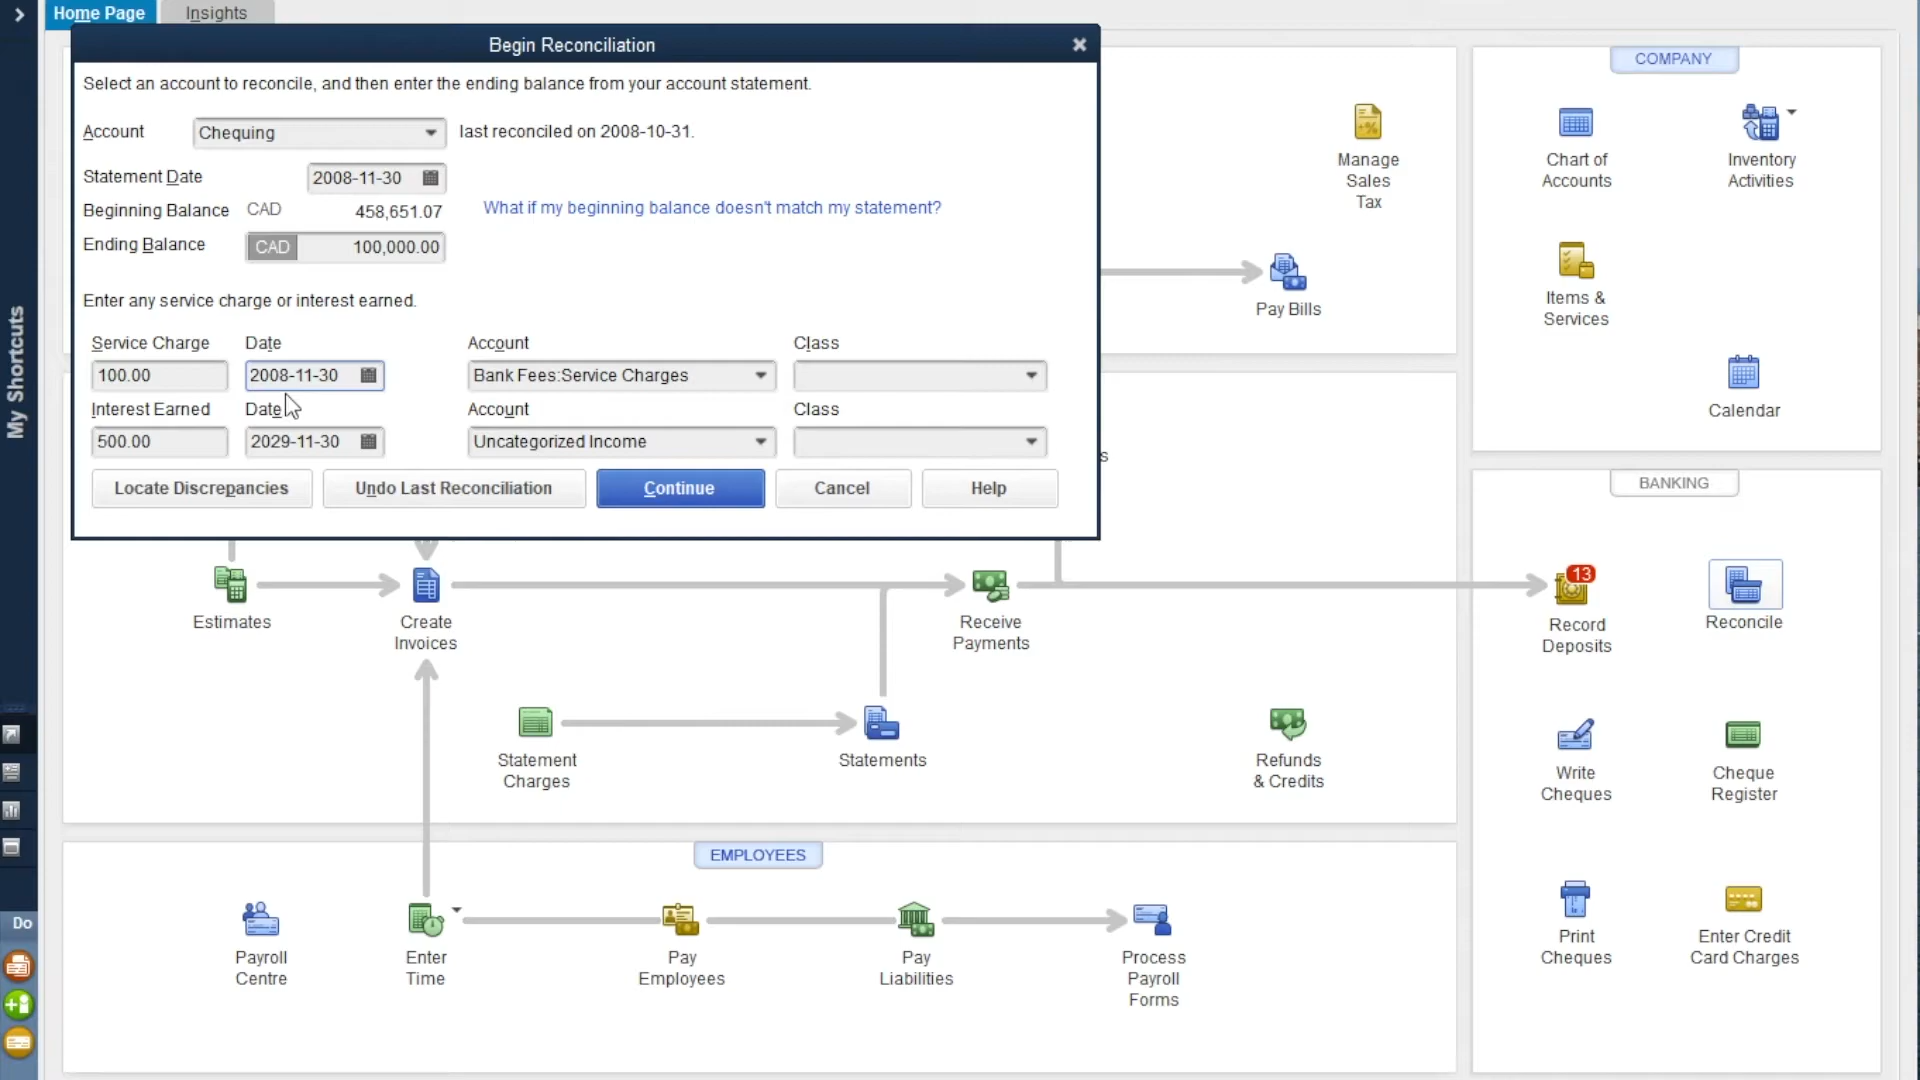 Home Page
Insights
Begin Reconciliation
Select an account to reconcile, and then enter the ending balance from your account statement.
Account
Chequing
last reconciled on 2008-10-31.
Statement Date
2008-11-30
Beginning Balance
CAD
458,651.07
What if my beginning balance doesn't match my statement?
Ending Balance
CAD
100,000.00
Enter any service charge or interest earned.
Service Charge
Date
Account
Class
100.00
2008-11-30
Bank Fees:Service Charges
Interest Earned
Date
Account
Class
500.00
2029-11-30
Uncategorized Income
Locate Discrepancies
Undo Last Reconciliation
Continue
Cancel
Help
My Shortcuts
Do
s
Manage
Sales
Tax
Pay Bills
COMPANY
Chart of
Accounts
Inventory
Activities
Items &
Services
Calendar
BANKING
13
Record
Deposits
Reconcile
Write
Cheques
Cheque
Register
Print
Cheques
Enter Credit
Card Charges
Estimates
Create
Invoices
Receive
Payments
Statement
Charges
Statements
Refunds
& Credits
EMPLOYEES
Payroll
Centre
Enter
Time
Pay
Employees
Pay
Liabilities
Process
Payroll
Forms